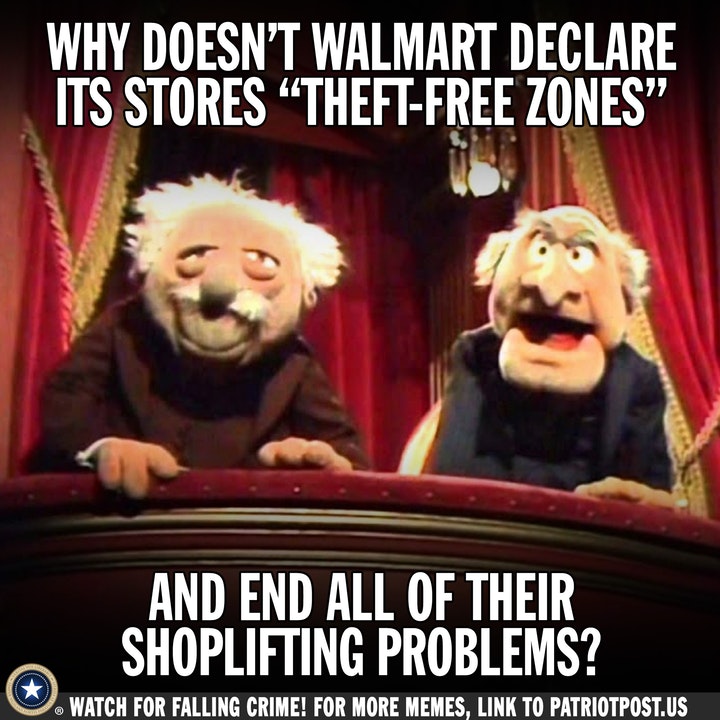 WHY DOESN'T WALMART DECLARE
ITS STORES “THEFT-FREE ZONES”
AND END ALL OF THEIR
SHOPLIFTING PROBLEMS?
® WATCH FOR FALLING CRIME! FOR MORE MEMES, LINK TO PATRIOTPOST.US